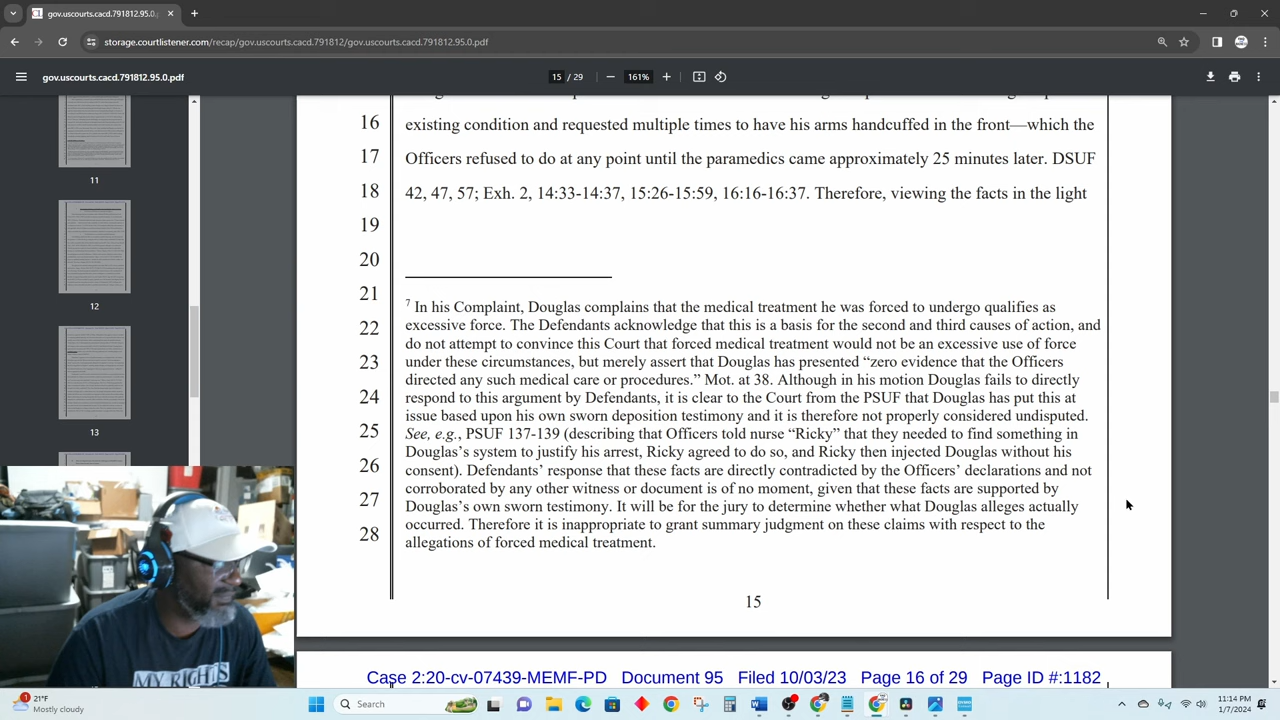 gov.uscourts.cacd.791812.95.0.p
storage.courtlistener.com/recap/gov.uscourts.cacd.791812/gov.uscourts.cacd.791812.95.0.pdf
gov.uscourts.cacd.791812.95.0.pdf
15 / 29
161%
11
12
13
16 existing condition and requested multiple times to have his arms handcuffed in the front—which the
17 Officers refused to do at any point until the paramedics came approximately 25 minutes later. DSUF
18 42, 47, 57; Exh. 2, 14:33-14:37, 15:26-15:59, 16:16-16:37. Therefore, viewing the facts in the light
19
20
21
7 In his Complaint, Douglas complains that the medical treatment he was forced to undergo qualifies as
22 excessive force. The Defendants acknowledge that this is a basis for the second and third causes of action, and
do not attempt to convince this Court that forced medical treatment would not be an excessive use of force
23 under these circumstances, but merely assert that Douglas has presented “zero evidence that the Officers
directed any such medical care or procedures.” Mot. at 38. Although in his motion Douglas fails to directly
24 respond to this argument by Defendants, it is clear to the Court from the PSUF that Douglas has put this at
issue based upon his own sworn deposition testimony and it is therefore not properly considered undisputed.
25 See, e.g., PSUF 137-139 (describing that Officers told nurse “Ricky” that they needed to find something in
Douglas’s system to justify his arrest, Ricky agreed to do so, and Ricky then injected Douglas without his
26 consent). Defendants’ response that these facts are directly contradicted by the Officers’ declarations and not
corroborated by any other witness or document is of no moment, given that these facts are supported by
27 Douglas’s own sworn testimony. It will be for the jury to determine whether what Douglas alleges actually
occurred. Therefore it is inappropriate to grant summary judgment on these claims with respect to the
28 allegations of forced medical treatment.
15
Case 2:20-cv-07439-MEMF-PD Document 95 Filed 10/03/23 Page 16 of 29 Page ID #:1182
MY RIGHTS
21°F
Mostly cloudy
Search
11:14 PM
1/7/2024